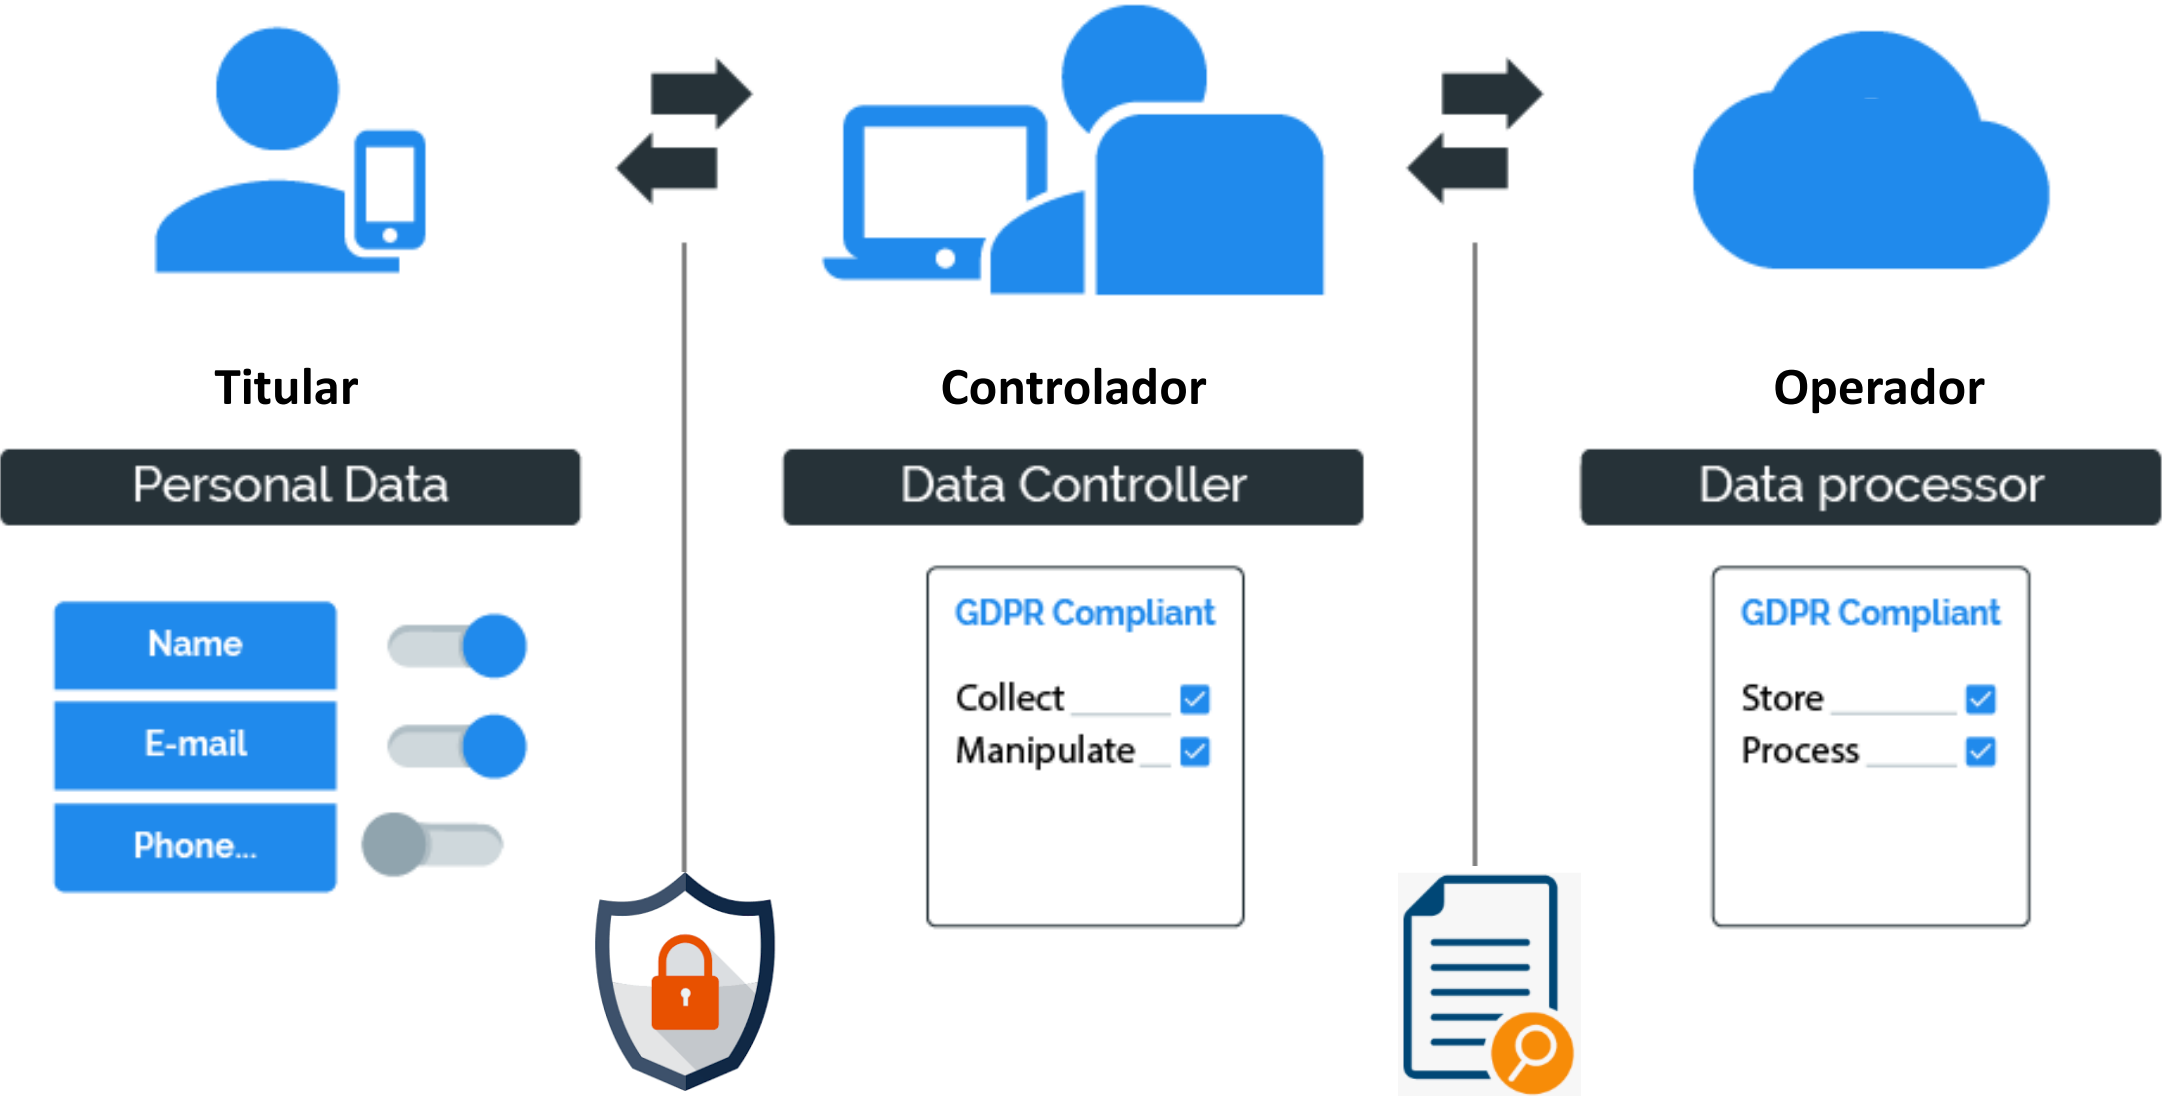 Titular
Controlador
Operador
Personal Data
Data Controller
Data processor
Name
E-mail
Phone...
GDPR Compliant
Collect
Manipulate
GDPR Compliant
Store
Process